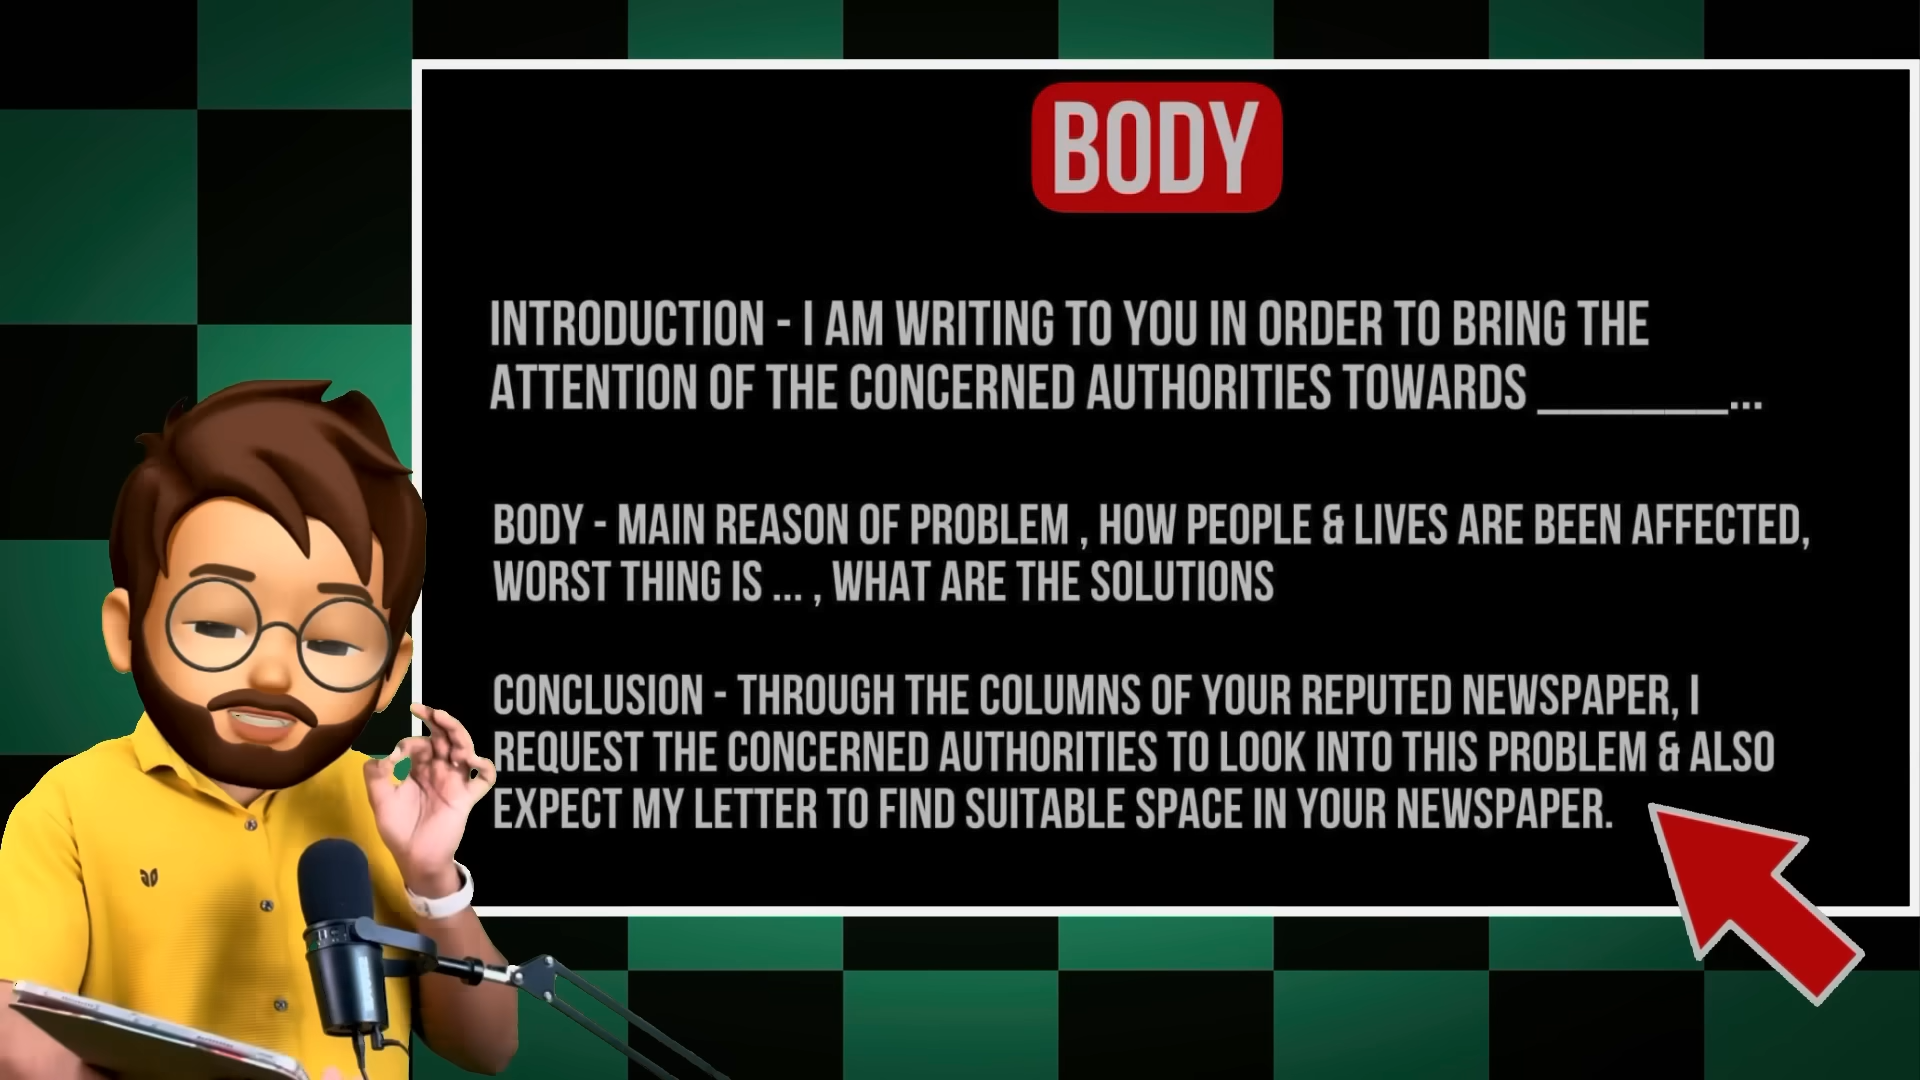 BODY
INTRODUCTION - I AM WRITING TO YOU IN ORDER TO BRING THE
ATTENTION OF THE CONCERNED AUTHORITIES TOWARDS ________...
BODY - MAIN REASON OF PROBLEM , HOW PEOPLE & LIVES ARE BEEN AFFECTED,
WORST THING IS ... , WHAT ARE THE SOLUTIONS
CONCLUSION - THROUGH THE COLUMNS OF YOUR REPUTED NEWSPAPER, I
REQUEST THE CONCERNED AUTHORITIES TO LOOK INTO THIS PROBLEM & ALSO
EXPECT MY LETTER TO FIND SUITABLE SPACE IN YOUR NEWSPAPER.